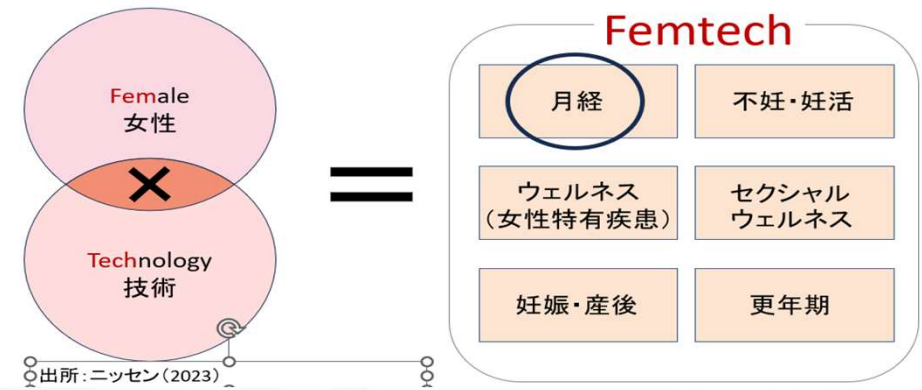 Female
女性
×
Technology
技術
=
Femtech
月経
不妊・妊活
ウェルネス
(女性特有疾患)
セクシャル
ウェルネス
妊娠・産後
更年期
出所:ニッセン(2023)